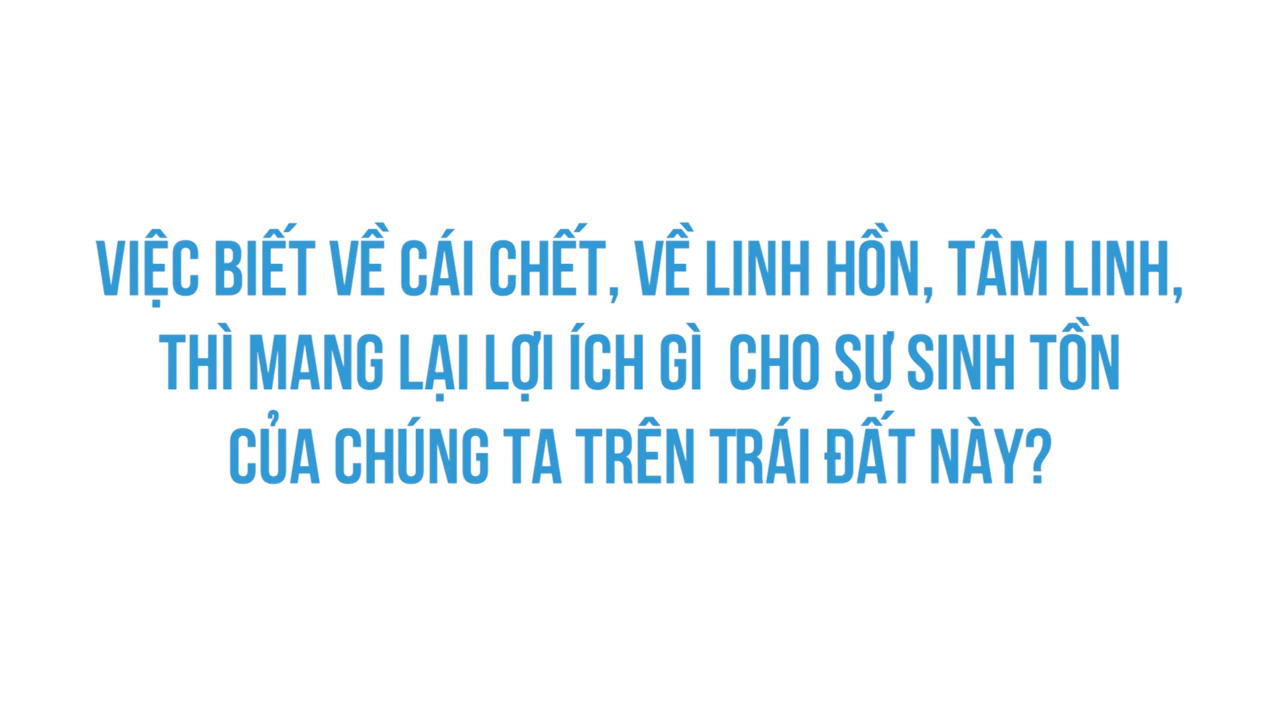 VIỆC BIẾT VỀ CÁI CHẾT, VỀ LINH HỒN, TÂM LINH,
THÌ MANG LẠI LỢI ÍCH GÌ CHO SỰ SINH TỒN
CỦA CHÚNG TA TRÊN TRÁI ĐẤT NÀY?